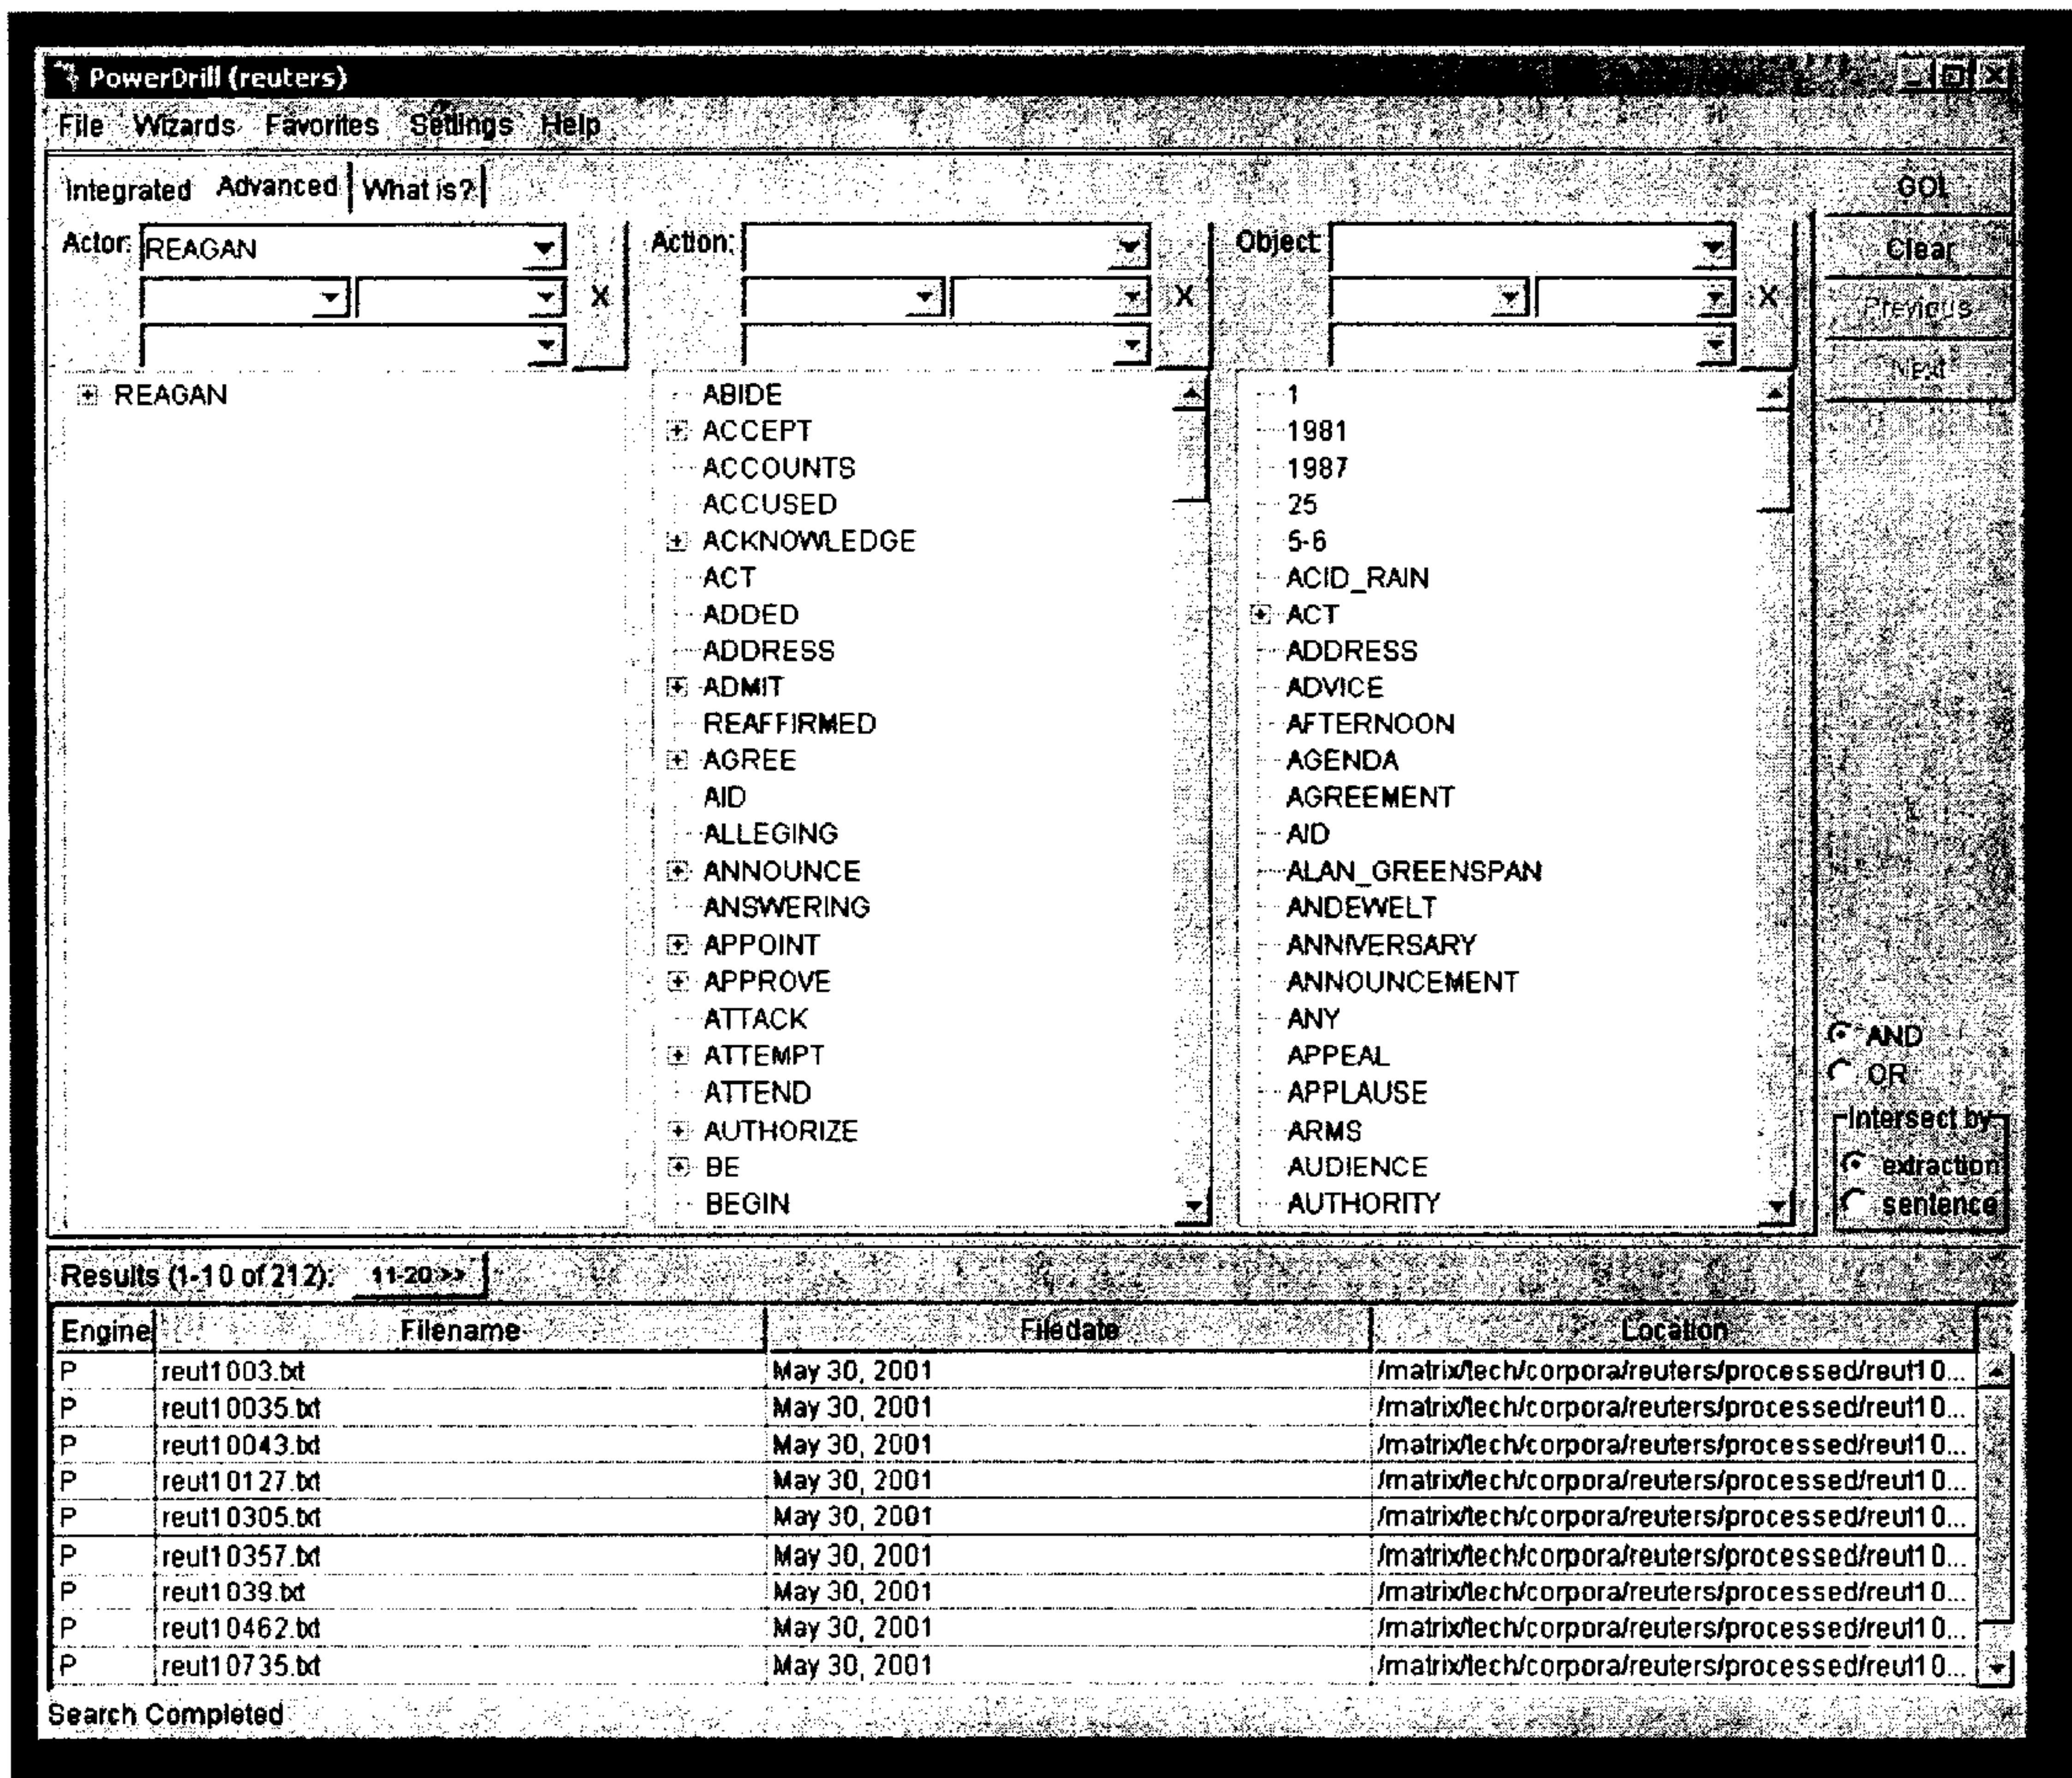 PowerDrill (reuters)
File Wizards Favorites Settings Help
Integrated Advanced What is? GO!
Actor: REAGAN Action: Object: Clear
X X X Previous
Next
REAGAN ABIDE 1
ACCEPT 1981
ACCOUNTS 1987
ACCUSED 25
ACKNOWLEDGE 5-6
ACT ACID_RAIN
ADDED ACT
ADDRESS ADDRESS
ADMIT ADVICE
REAFFIRMED AFTERNOON
AGREE AGENDA
AID AGREEMENT
ALLEGING AID
ANNOUNCE ALAN_GREENSPAN
ANSWERING ANDEWELT
APPOINT ANNIVERSARY
APPROVE ANNOUNCEMENT
ATTACK ANY AND
ATTEMPT APPEAL OR
ATTEND APPLAUSE Intersect by
AUTHORIZE ARMS
BE AUDIENCE extraction
BEGIN AUTHORITY sentence
Results (1-10 of 212): 11-20>>
Engine Filename Filedate Location
P reut1003.txt May 30, 2001 /matrix/tech/corpora/reuters/processed/reut10...
P reut10035.txt May 30, 2001 /matrix/tech/corpora/reuters/processed/reut10...
P reut10043.txt May 30, 2001 /matrix/tech/corpora/reuters/processed/reut10...
P reut10127.txt May 30, 2001 /matrix/tech/corpora/reuters/processed/reut10...
P reut10305.txt May 30, 2001 /matrix/tech/corpora/reuters/processed/reut10...
P reut10357.txt May 30, 2001 /matrix/tech/corpora/reuters/processed/reut10...
P reut1039.txt May 30, 2001 /matrix/tech/corpora/reuters/processed/reut10...
P reut10462.txt May 30, 2001 /matrix/tech/corpora/reuters/processed/reut10...
P reut10735.txt May 30, 2001 /matrix/tech/corpora/reuters/processed/reut10...
Search Completed